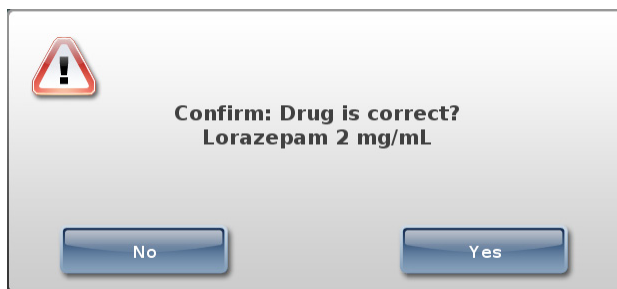 !
Confirm: Drug is correct?
Lorazepam 2 mg/mL
No
Yes